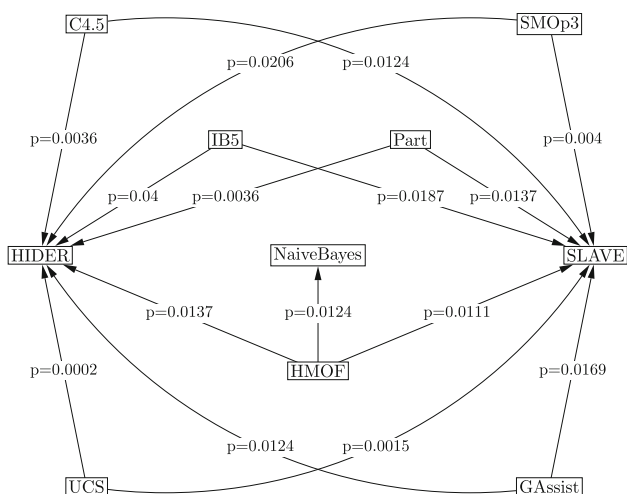 C4.5 SMOp3
p=0.0206 p=0.0124
p=0.0036 IB5 Part p=0.004
p=0.04 p=0.0036 p=0.0187 p=0.0137
HIDER NaiveBayes SLAVE
p=0.0137 p=0.0124 p=0.0111
p=0.0002 HMOF p=0.0169
p=0.0124 p=0.0015
UCS GAssist